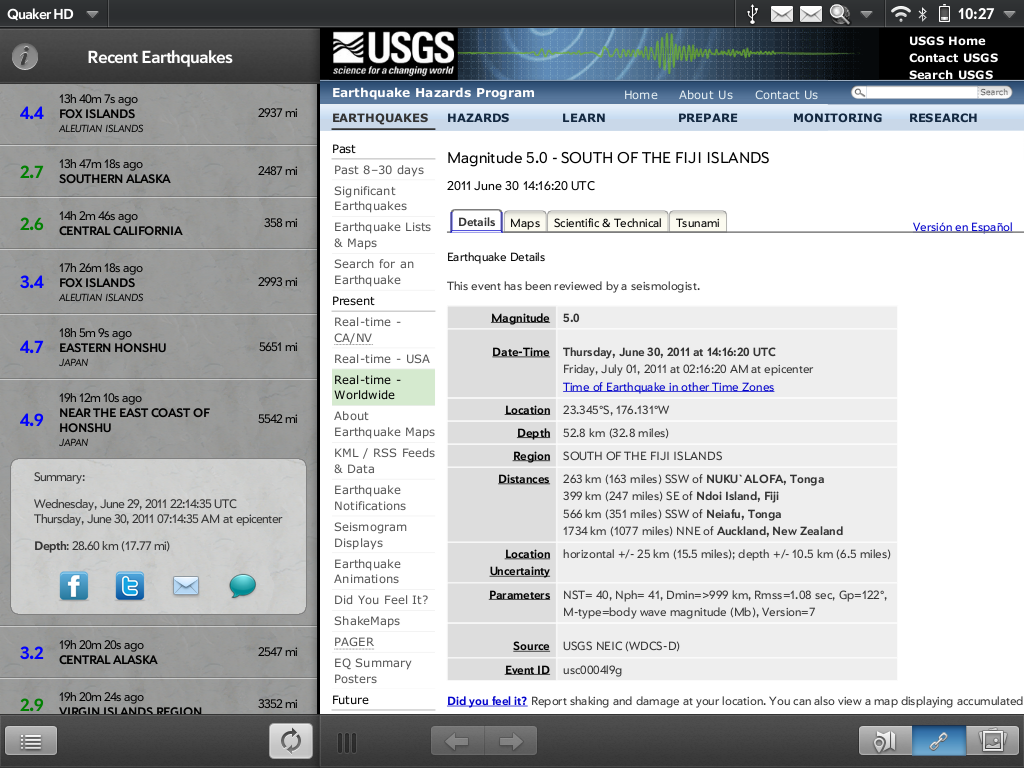 Quaker HD
10:27
Recent Earthquakes
4.4
13h 40m 7s ago
FOX ISLANDS
ALEUTIAN ISLANDS
2937 mi
2.7
13h 47m 18s ago
SOUTHERN ALASKA
2487 mi
2.6
14h 2m 46s ago
CENTRAL CALIFORNIA
358 mi
3.4
17h 26m 18s ago
FOX ISLANDS
ALEUTIAN ISLANDS
2993 mi
4.7
18h 5m 9s ago
EASTERN HONSHU
JAPAN
5651 mi
4.9
19h 12m 10s ago
NEAR THE EAST COAST OF
HONSHU
JAPAN
5542 mi
Summary:
Wednesday, June 29, 2011 22:14:35 UTC
Thursday, June 30, 2011 07:14:35 AM at epicenter
Depth: 28.60 km (17.77 mi)
3.2
19h 20m 20s ago
CENTRAL ALASKA
2547 mi
2.9
19h 20m 24s ago
VIRGIN ISLANDS REGION
3352 mi
USGS
science for a changing world
USGS Home
Contact USGS
Search USGS
Earthquake Hazards Program
Home
About Us
Contact Us
Search
EARTHQUAKES
HAZARDS
LEARN
PREPARE
MONITORING
RESEARCH
Past
Past 8-30 days
Significant
Earthquakes
Earthquake Lists
& Maps
Search for an
Earthquake
Present
Real-time -
CA/NV
Real-time - USA
Real-time -
Worldwide
About
Earthquake Maps
KML / RSS Feeds
& Data
Earthquake
Notifications
Seismogram
Displays
Earthquake
Animations
Did You Feel It?
ShakeMaps
PAGER
EQ Summary
Posters
Future
Magnitude 5.0 - SOUTH OF THE FIJI ISLANDS
2011 June 30 14:16:20 UTC
Details
Maps
Scientific & Technical
Tsunami
Versión en Español
Earthquake Details
This event has been reviewed by a seismologist.
Magnitude 5.0
Date-Time Thursday, June 30, 2011 at 14:16:20 UTC
Friday, July 01, 2011 at 02:16:20 AM at epicenter
Time of Earthquake in other Time Zones
Location 23.345°S, 176.131°W
Depth 52.8 km (32.8 miles)
Region SOUTH OF THE FIJI ISLANDS
Distances 263 km (163 miles) SSW of NUKU`ALOFA, Tonga
399 km (247 miles) SE of Ndoi Island, Fiji
566 km (351 miles) SSW of Neiafu, Tonga
1734 km (1077 miles) NNE of Auckland, New Zealand
Location horizontal +/- 25 km (15.5 miles); depth +/- 10.5 km (6.5 miles)
Uncertainty
Parameters NST= 40, Nph= 41, Dmin=>999 km, Rmss=1.08 sec, Gp=122°,
M-type=body wave magnitude (Mb), Version=7
Source USGS NEIC (WDCS-D)
Event ID usc0004l9g
Did you feel it? Report shaking and damage at your location. You can also view a map displaying accumulated